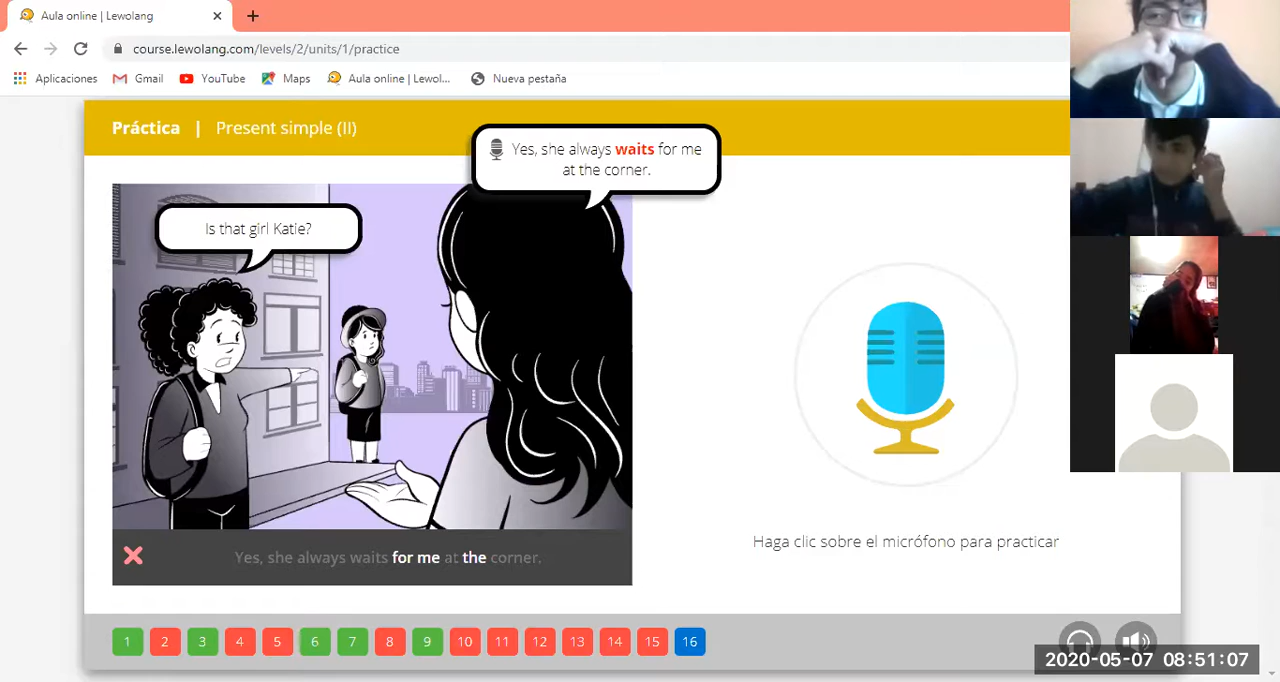 Aula online | Lewolang
course.lewolang.com/levels/2/units/1/practice
Aplicaciones Gmail YouTube Maps Aula online | Lewol... Nueva pestaña
Práctica | Present simple (II)
Yes, she always waits for me
at the corner.
Is that girl Katie?
Yes, she always waits for me at the corner.
Haga clic sobre el micrófono para practicar
1 2 3 4 5 6 7 8 9 10 11 12 13 14 15 16
2020-05-07 08:51:07